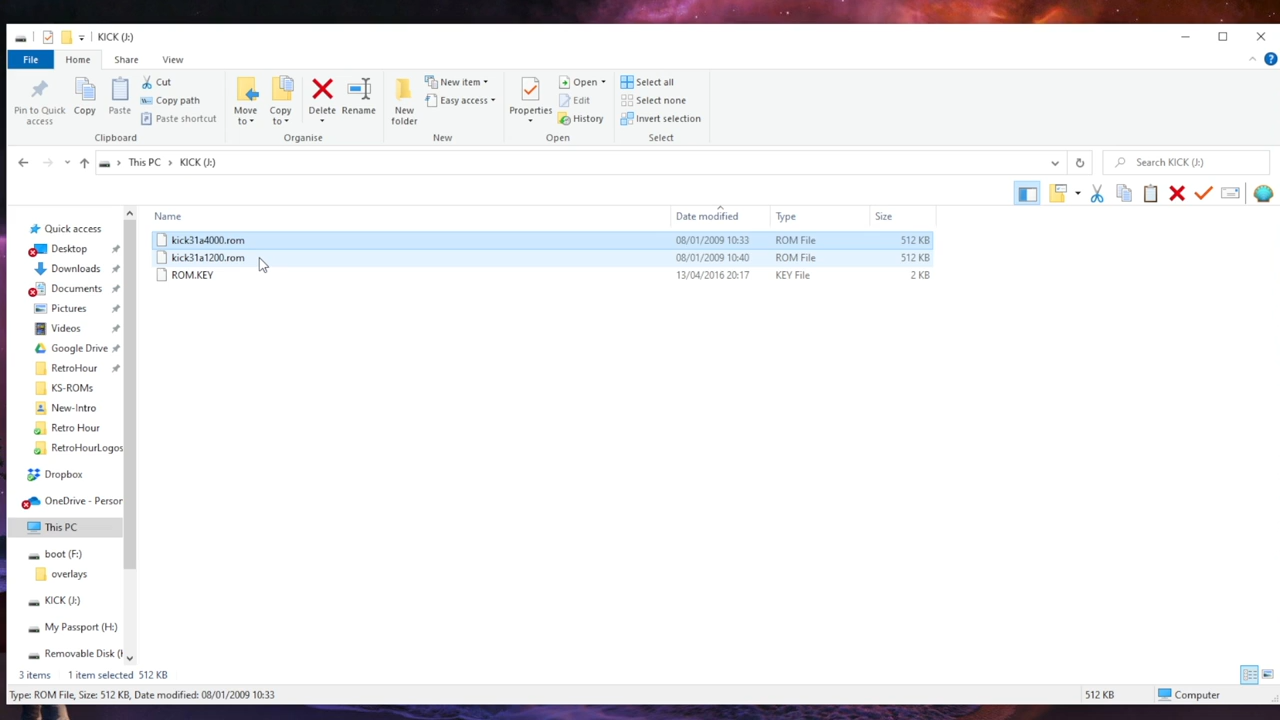 KICK (J:)
File Home Share View
Pin to Quick access
Copy
Paste
Cut
Copy path
Paste shortcut
Clipboard
Move to
Copy to
Delete
Rename
Organise
New folder
New item
Easy access
New
Properties
Open
Edit
History
Open
Select all
Select none
Invert selection
Select
This PC KICK (J:) Search KICK (J:)
Name Date modified Type Size
kick31a4000.rom 08/01/2009 10:33 ROM File 512 KB
kick31a1200.rom 08/01/2009 10:40 ROM File 512 KB
ROM.KEY 13/04/2016 20:17 KEY File 2 KB
Quick access
Desktop
Downloads
Documents
Pictures
Videos
Google Drive
RetroHour
KS-ROMs
New-Intro
Retro Hour
RetroHourLogos
Dropbox
OneDrive - Person
This PC
boot (F:)
overlays
KICK (J:)
My Passport (H:)
Removable Disk (
3 items 1 item selected 512 KB
Type: ROM File, Size: 512 KB, Date modified: 08/01/2009 10:33 512 KB Computer